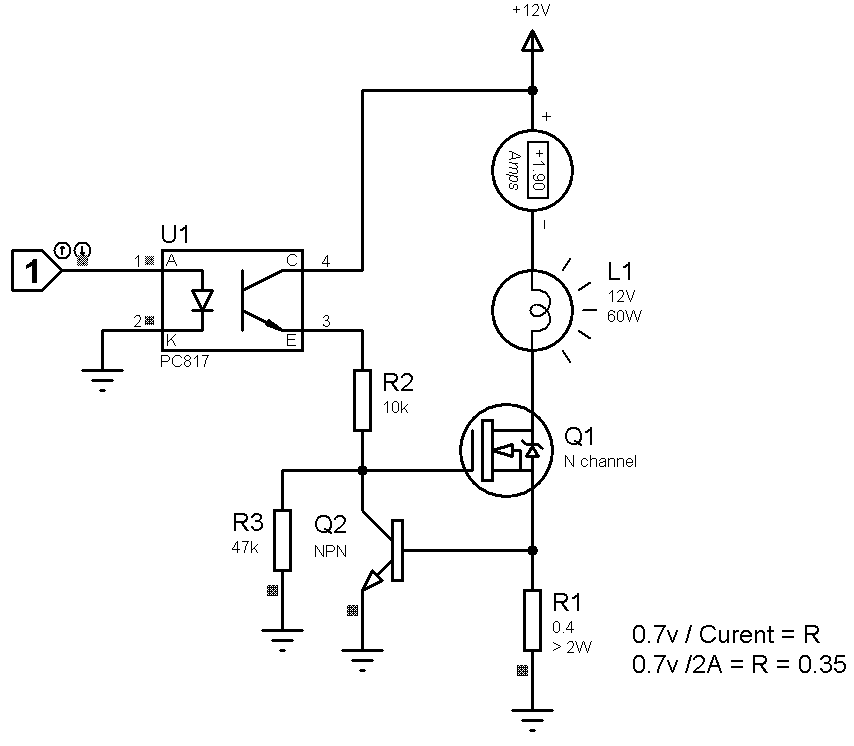 +12V
+
+1.90
Amps
-
U1
1
1
A
C
4
2
K
E
3
PC817
L1
12V
60W
R2
10k
Q1
N channel
R3
47k
Q2
NPN
R1
0.4
> 2W
0.7v / Curent = R
0.7v /2A = R = 0.35